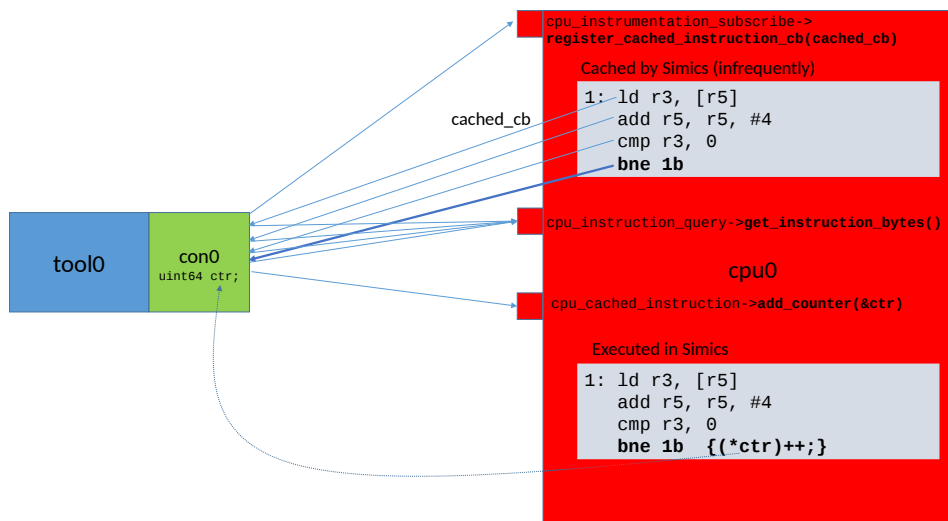 cpu_instrumentation_subscribe->
register_cached_instruction_cb(cached_cb)
Cached by Simics (infrequently)
1: ld r3, [r5]
add r5, r5, #4
cmp r3, 0
bne 1b
cached_cb
tool0
con0
uint64 ctr;
cpu_instruction_query->get_instruction_bytes()
cpu0
cpu_cached_instruction->add_counter(&ctr)
Executed in Simics
1: ld r3, [r5]
add r5, r5, #4
cmp r3, 0
bne 1b {(*ctr)++;}